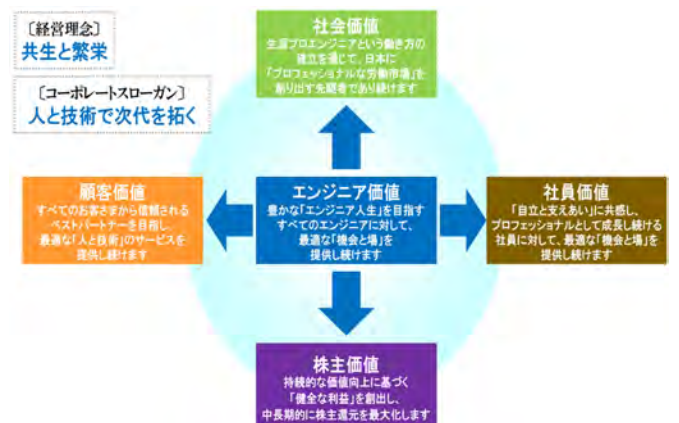 〔経営理念〕
共生と繁栄
〔コーポレートスローガン〕
人と技術で次代を拓く
社会価値
生涯プロエンジニアという働き方の
確立を通じて、日本に
「プロフェッショナルな労働市場」を
創り出す先駆者であり続けます
顧客価値
すべてのお客さまから信頼される
ベストパートナーを目指し、
最適な「人と技術」のサービスを
提供し続けます
エンジニア価値
豊かな「エンジニア人生」を目指す
すべてのエンジニアに対して、
最適な「機会と場」を
提供し続けます
社員価値
「自立と支えあい」に共感し、
プロフェッショナルとして成長し続ける
社員に対して、最適な「機会と場」を
提供し続けます
株主価値
持続的な価値向上に基づく
「健全な利益」を創出し、
中長期的に株主還元を最大化します